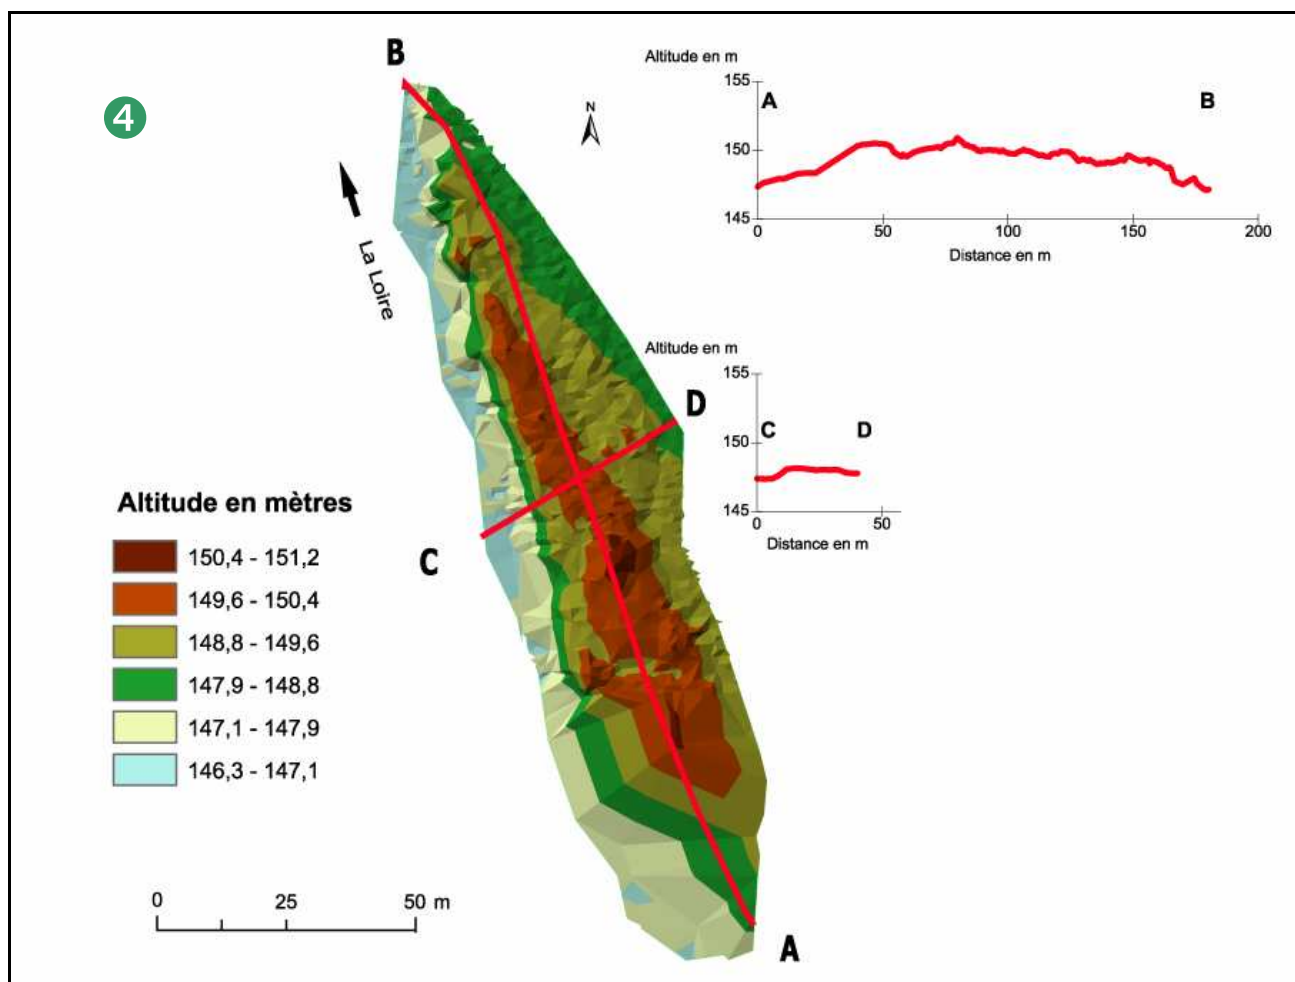 4
B
N
La Loire
D
C
A
Altitude en m
155
150
145
A
B
0
50
100
150
200
Distance en m
Altitude en m
155
150
145
C
D
0
50
Distance en m
Altitude en mètres
150,4 - 151,2
149,6 - 150,4
148,8 - 149,6
147,9 - 148,8
147,1 - 147,9
146,3 - 147,1
0 25 50 m